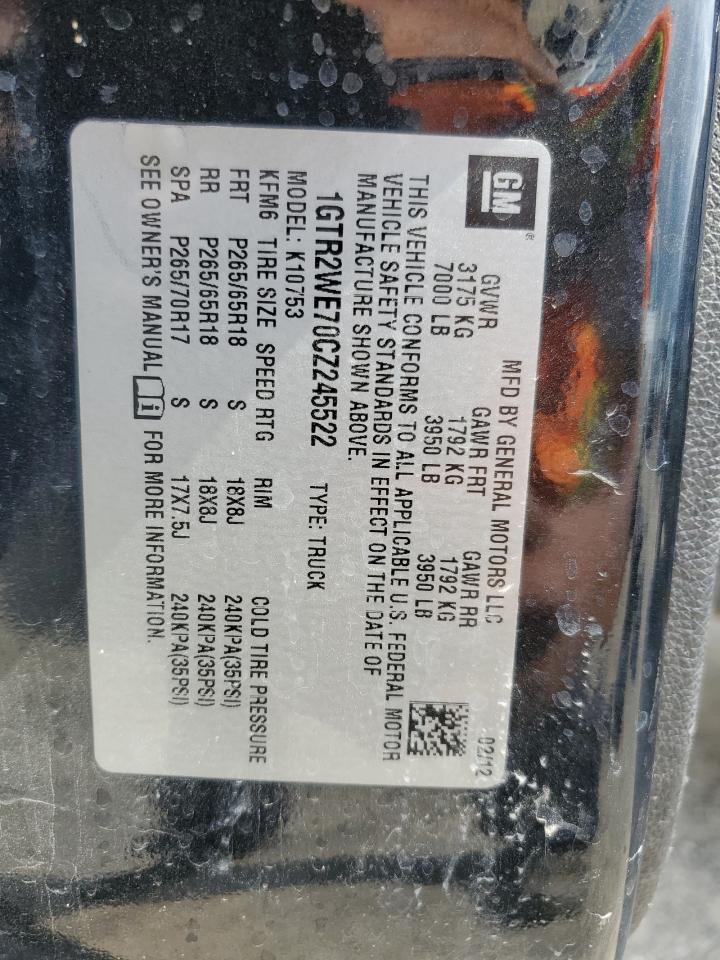 GM®
MFD BY GENERAL MOTORS LLC 02/12
GVWR GAWR FRT GAWR RR
3175 KG 1792 KG 1792 KG
7000 LB 3950 LB 3950 LB
THIS VEHICLE CONFORMS TO ALL APPLICABLE U.S. FEDERAL MOTOR
VEHICLE SAFETY STANDARDS IN EFFECT ON THE DATE OF
MANUFACTURE SHOWN ABOVE.
1GTR2WE70CZ245522 TYPE: TRUCK
MODEL: K10753
KFM6 TIRE SIZE SPEED RTG RIM COLD TIRE PRESSURE
FRT P265/65R18 S 18X8J 240KPA(35PSI)
RR P265/65R18 S 18X8J 240KPA(35PSI)
SPA P265/70R17 S 17X7.5J 240KPA(35PSI)
SEE OWNER'S MANUAL i FOR MORE INFORMATION.